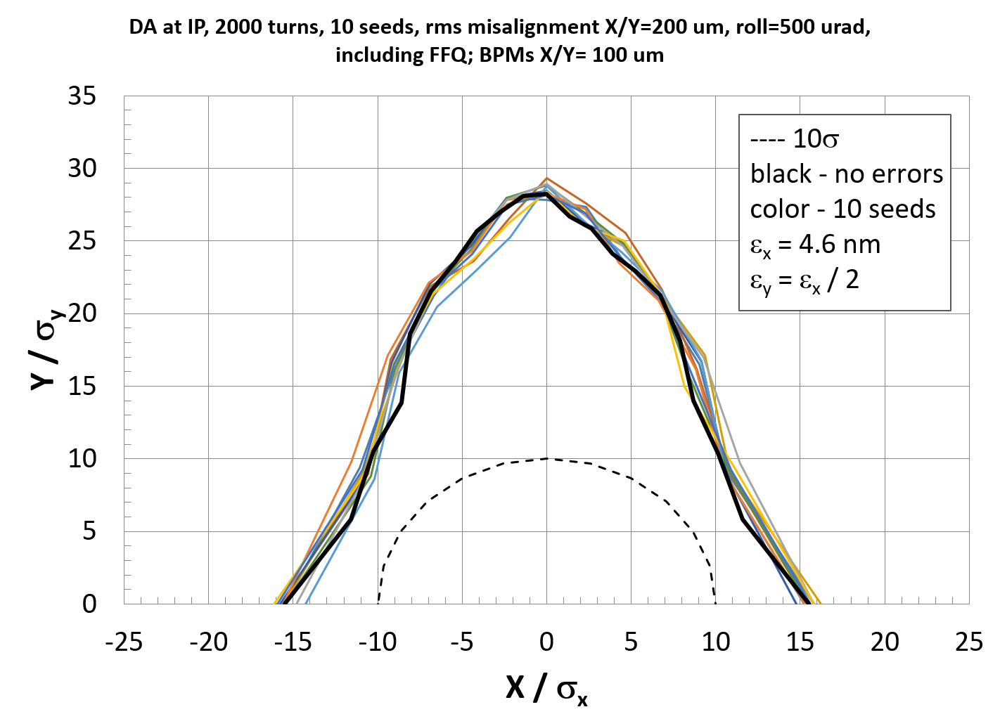 DA at IP, 2000 turns, 10 seeds, rms misalignment X/Y=200 um, roll=500 urad,
including FFQ; BPMs X/Y= 100 um
35
30
25
20
15
10
5
0
Y / σy
---- 10σ
black - no errors
color - 10 seeds
εx = 4.6 nm
εy = εx / 2
-25 -20 -15 -10 -5 0 5 10 15 20 25
X / σx